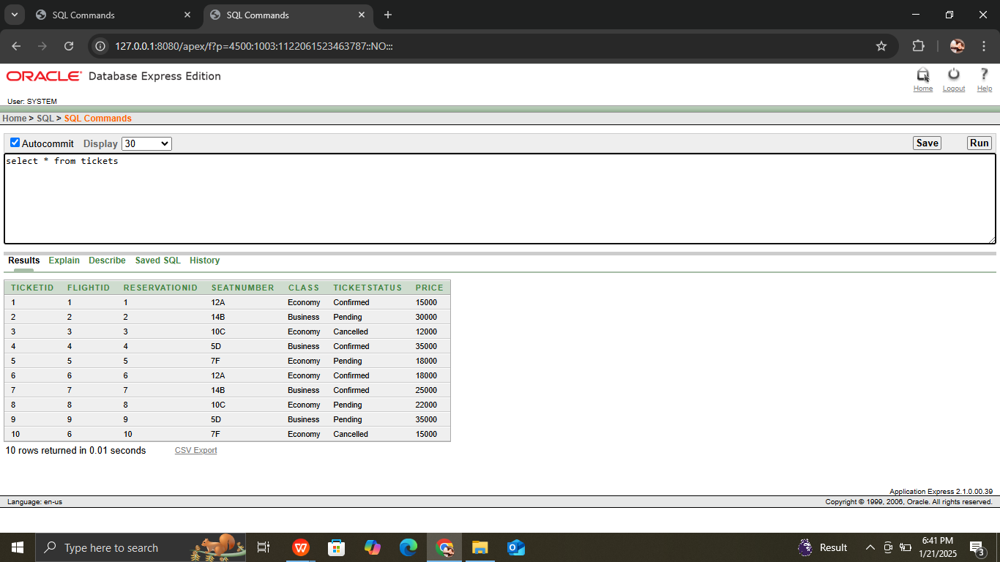 SQL Commands
SQL Commands
127.0.0.1:8080/apex/f?p=4500:1003:1122061523463787::NO:::
ORACLE® Database Express Edition
Home Logout Help
User: SYSTEM
Home > SQL > SQL Commands
Autocommit Display 30 Save Run
select * from tickets
Results Explain Describe Saved SQL History
TICKETID FLIGHTID RESERVATIONID SEATNUMBER CLASS TICKETSTATUS PRICE
1 1 1 12A Economy Confirmed 15000
2 2 2 14B Business Pending 30000
3 3 3 10C Economy Cancelled 12000
4 4 4 5D Business Confirmed 35000
5 5 5 7F Economy Pending 18000
6 6 6 12A Economy Confirmed 18000
7 7 7 14B Business Confirmed 25000
8 8 8 10C Economy Pending 22000
9 9 9 5D Business Pending 35000
10 6 10 7F Economy Cancelled 15000
10 rows returned in 0.01 seconds CSV Export
Application Express 2.1.0.00.39
Language: en-us Copyright © 1999, 2006, Oracle. All rights reserved.
Type here to search
Result
6:41 PM
1/21/2025
3